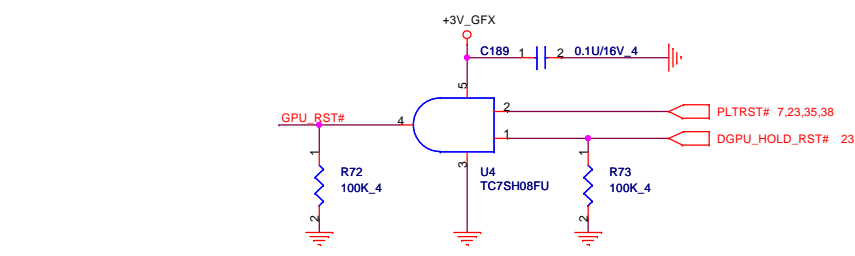 +3V_GFX
C189 1 2 0.1U/16V_4
5
2 PLTRST# 7,23,35,38
GPU_RST# 4
1 DGPU_HOLD_RST# 23
1 3 1
R72 U4 R73
100K_4 TC7SH08FU 100K_4
2 2